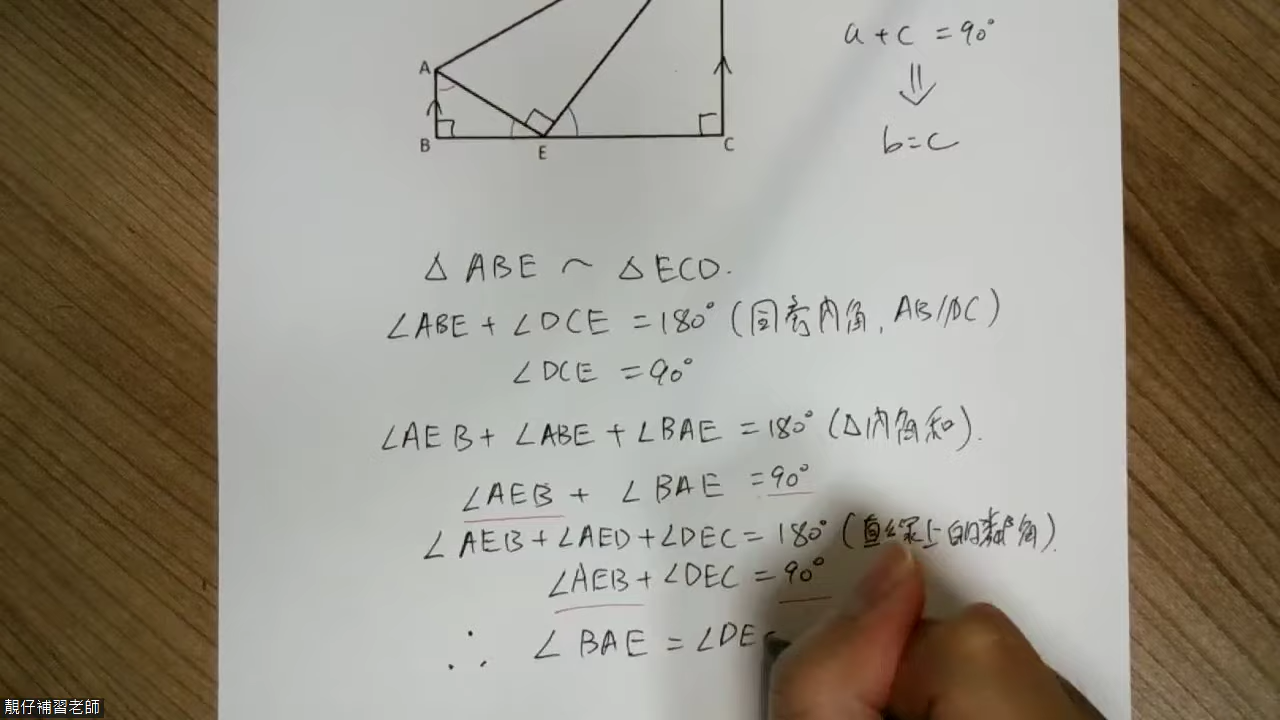 a + c = 90°
⇓
b = c
A
B
E
C
△ ABE ~ △ ECD.
∠ABE + ∠DCE = 180° (同旁内角, AB//DC)
∠DCE = 90°
∠AEB + ∠ABE + ∠BAE = 180° (△内角和).
∠AEB + ∠BAE = 90°
∠AEB + ∠AED + ∠DEC = 180° (直線上的鄰角).
∠AEB + ∠DEC = 90°
∴ ∠BAE = ∠DE
靚仔補習老師